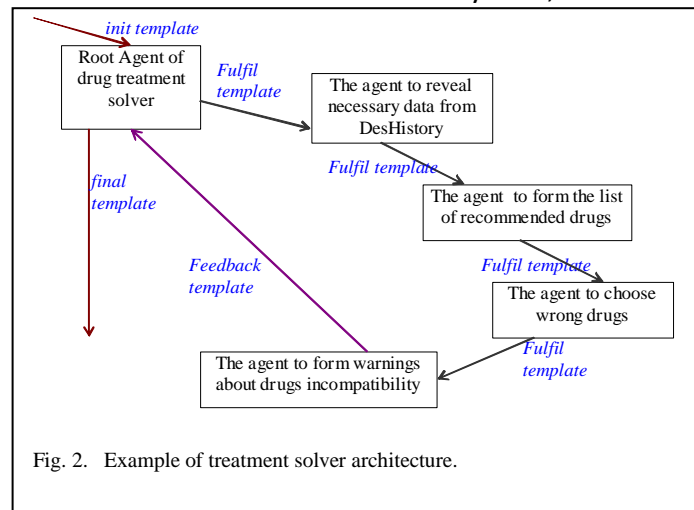 init template
Root Agent of
drug treatment
solver
Fulfil
template
The agent to reveal
necessary data from
DesHistory
Fulfil template
final
template
The agent to form the list
of recommended drugs
Feedback
template
Fulfil template
The agent to choose
wrong drugs
Fulfil
template
The agent to form warnings
about drugs incompatibility
Fig. 2. Example of treatment solver architecture.